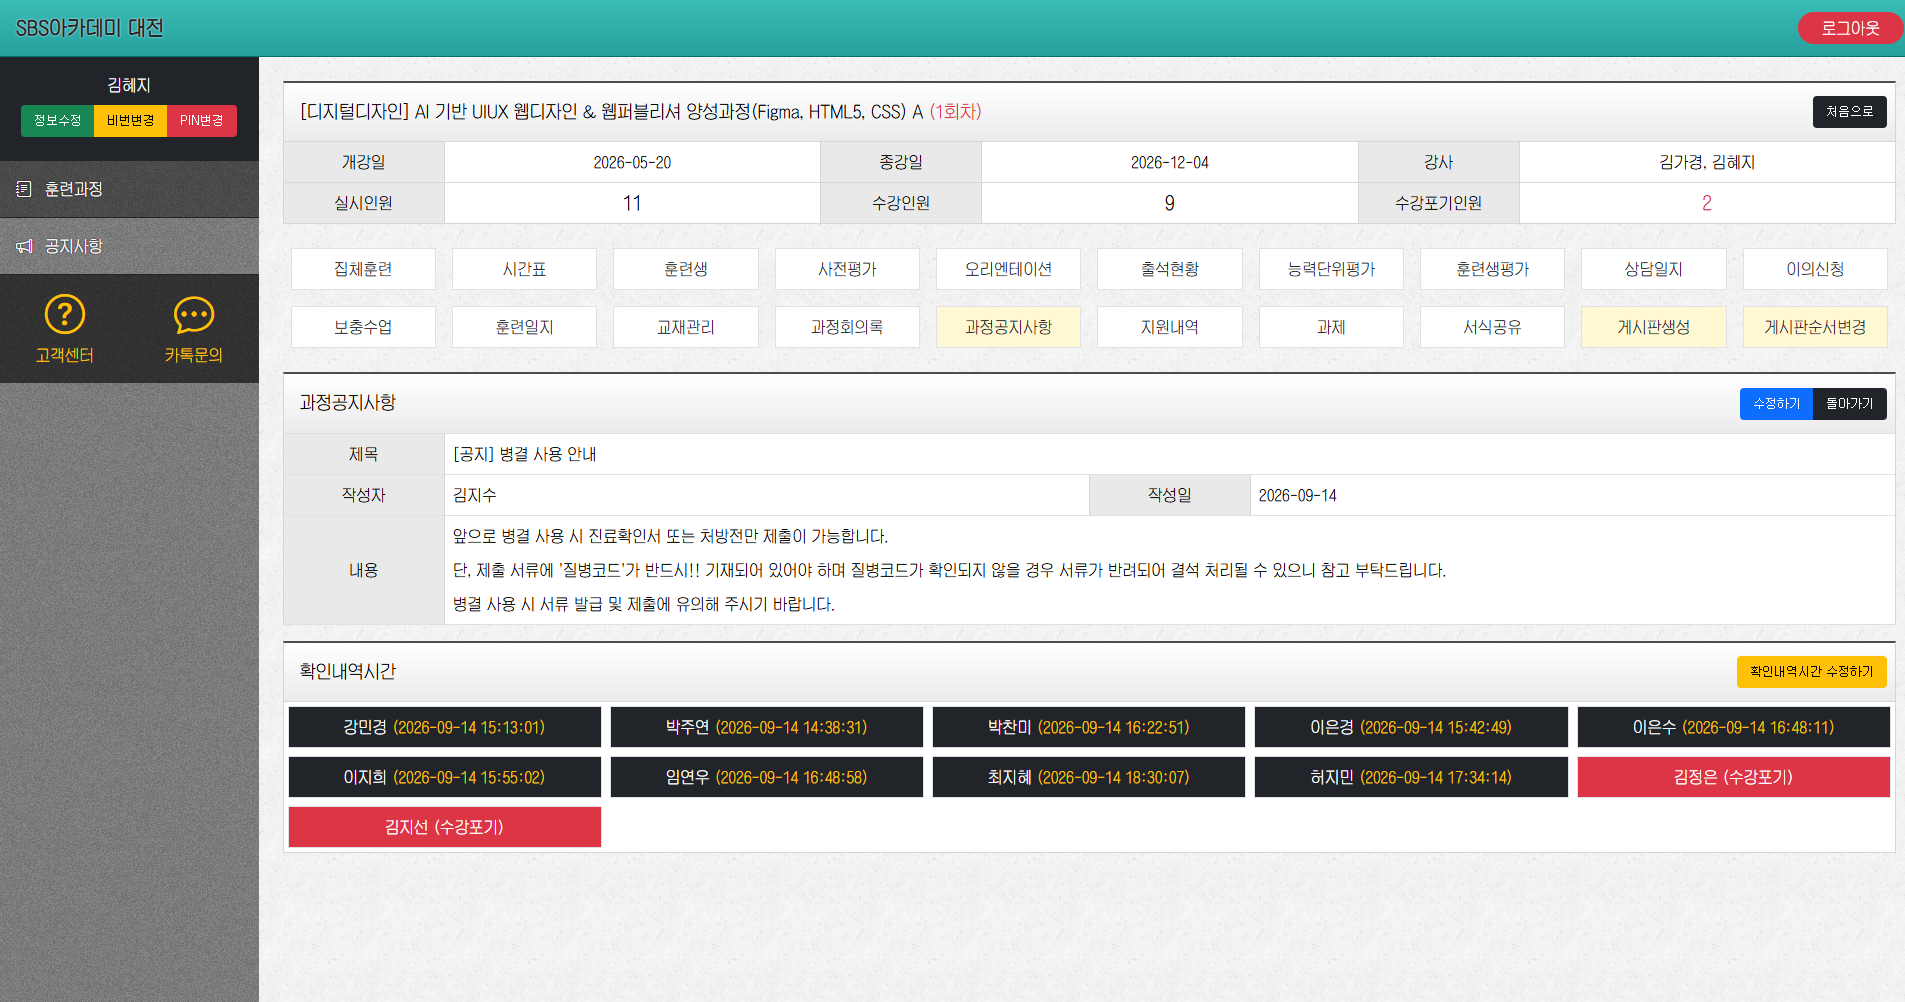 SBS아카데미 대전
로그아웃
김혜지
정보수정 비번변경 PIN변경
훈련과정
공지사항
고객센터 카톡문의
[디지털디자인] AI 기반 UIUX 웹디자인 & 웹퍼블리셔 양성과정(Figma, HTML5, CSS) A (1회차)
처음으로
개강일 2026-05-20 종강일 2026-12-04 강사 김가경, 김혜지
실시인원 11 수강인원 9 수강포기인원 2
집체훈련 시간표 훈련생 사전평가 오리엔테이션 출석현황 능력단위평가 훈련생평가 상담일지 이의신청
보충수업 훈련일지 교재관리 과정회의록 과정공지사항 지원내역 과제 서식공유 게시판생성 게시판순서변경
과정공지사항
수정하기 돌아가기
제목 [공지] 병결 사용 안내
작성자 김지수 작성일 2026-09-14
내용
앞으로 병결 사용 시 진료확인서 또는 처방전만 제출이 가능합니다.
단, 제출 서류에 '질병코드'가 반드시!! 기재되어 있어야 하며 질병코드가 확인되지 않을 경우 서류가 반려되어 결석 처리될 수 있으니 참고 부탁드립니다.
병결 사용 시 서류 발급 및 제출에 유의해 주시기 바랍니다.
확인내역시간
확인내역시간 수정하기
강민경 (2026-09-14 15:13:01) 박주연 (2026-09-14 14:38:31) 박찬미 (2026-09-14 16:22:51) 이은경 (2026-09-14 15:42:49) 이은수 (2026-09-14 16:48:11)
이지희 (2026-09-14 15:55:02) 임연우 (2026-09-14 16:48:58) 최지혜 (2026-09-14 18:30:07) 허지민 (2026-09-14 17:34:14) 김정은 (수강포기)
김지선 (수강포기)